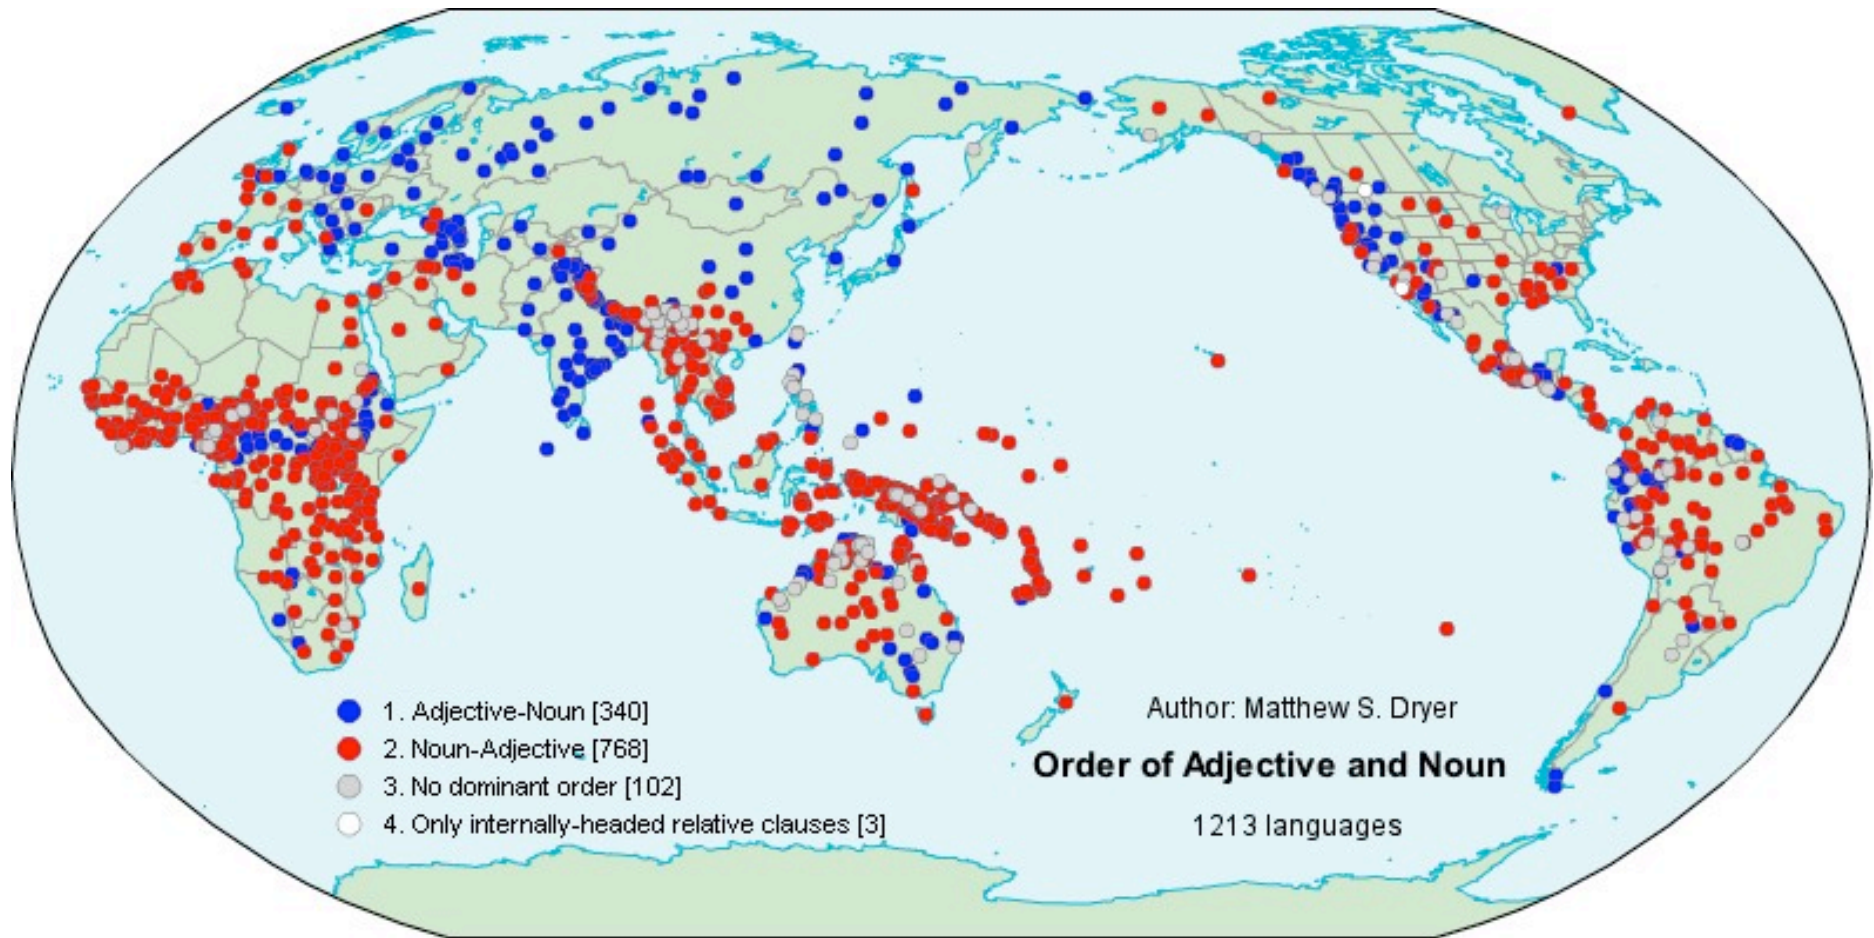 1. Adjective-Noun [340]
2. Noun-Adjective [768]
3. No dominant order [102]
4. Only internally-headed relative clauses [3]
Author: Matthew S. Dryer
Order of Adjective and Noun
1213 languages